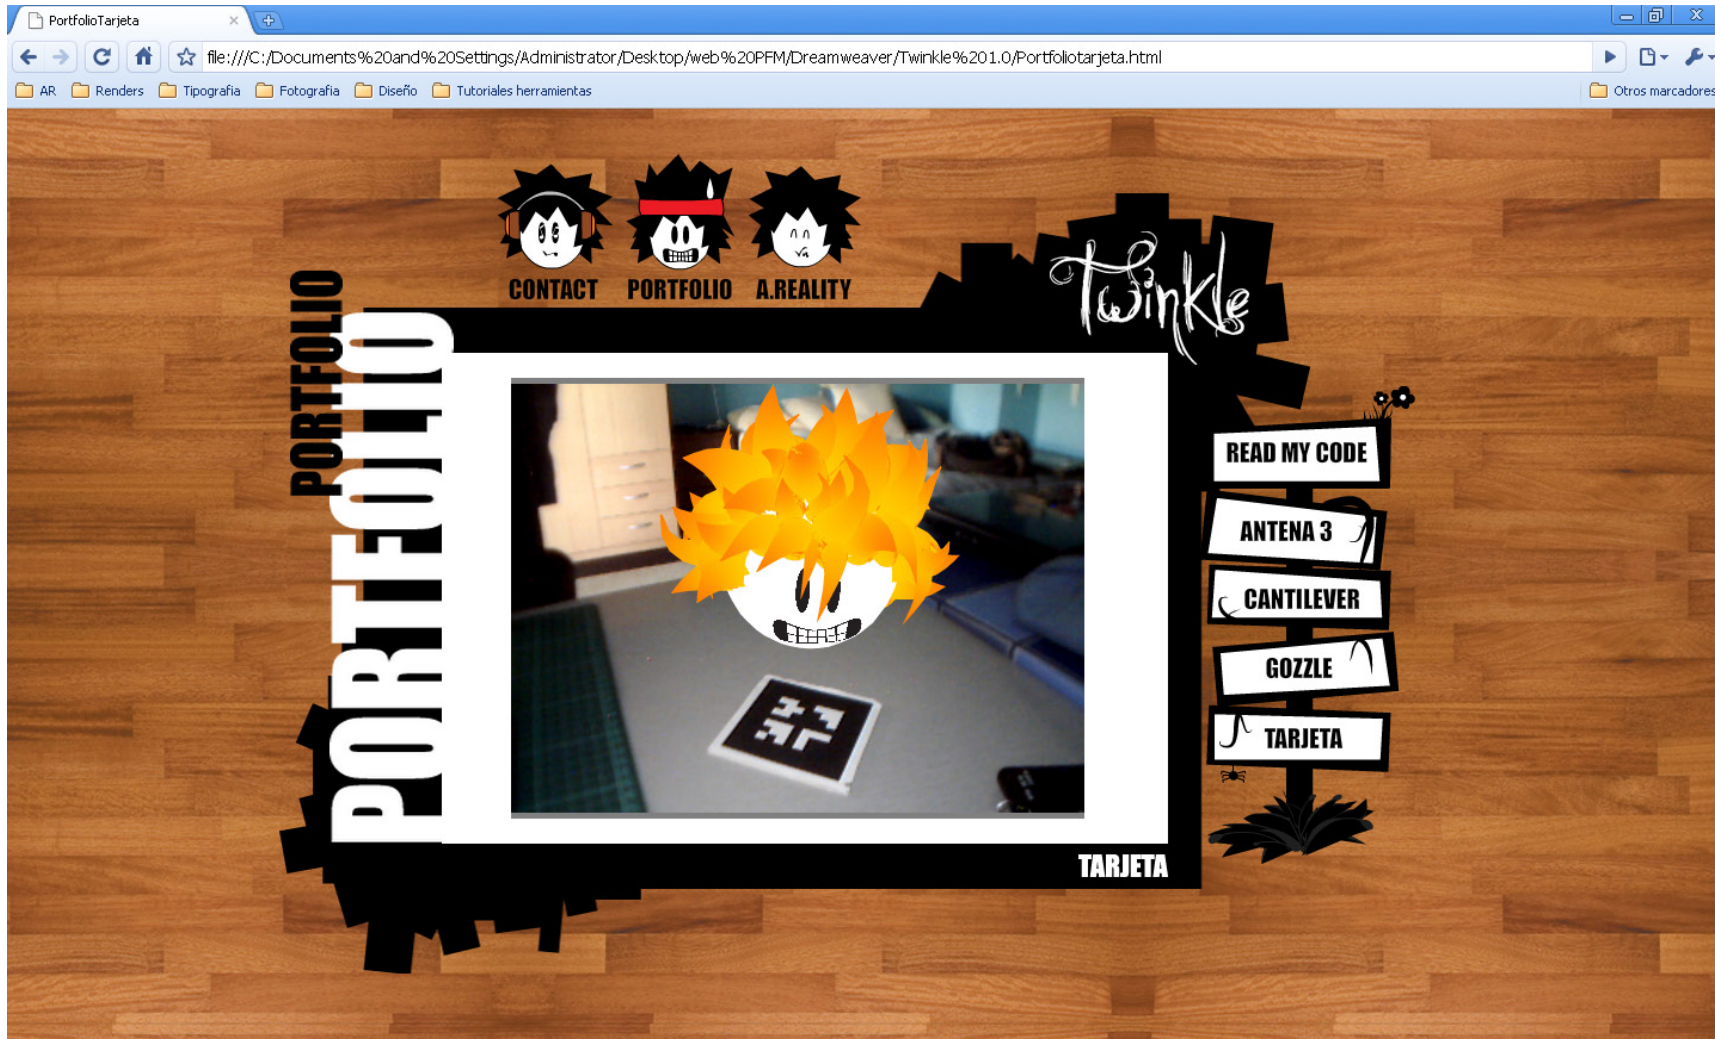 PortfolioTarjeta
file:///C:/Documents%20and%20Settings/Administrator/Desktop/web%20PFM/Dreamweaver/Twinkle%201.0/Portfoliotarjeta.html
AR Renders Tipografia Fotografia Diseño Tutoriales herramientas Otros marcadores
CONTACT PORTFOLIO A.REALITY
Twinkle
PORTFOLIO
PORTFOLIO
READ MY CODE
ANTENA 3
CANTILEVER
GOZZLE
TARJETA
TARJETA